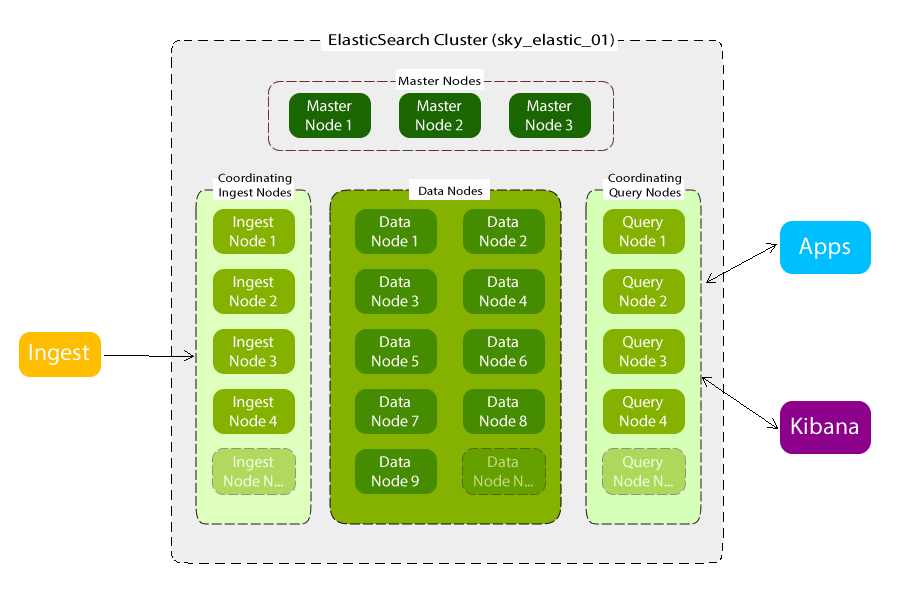 ElasticSearch Cluster (sky_elastic_01)
Master Nodes
Master
Node 1
Master
Node 2
Master
Node 3
Coordinating
Ingest Nodes
Ingest
Node 1
Ingest
Node 2
Ingest
Node 3
Ingest
Node 4
Ingest
Node N...
Data Nodes
Data
Node 1
Data
Node 2
Data
Node 3
Data
Node 4
Data
Node 5
Data
Node 6
Data
Node 7
Data
Node 8
Data
Node 9
Data
Node N...
Coordinating
Query Nodes
Query
Node 1
Query
Node 2
Query
Node 3
Query
Node 4
Query
Node N...
Ingest
Apps
Kibana